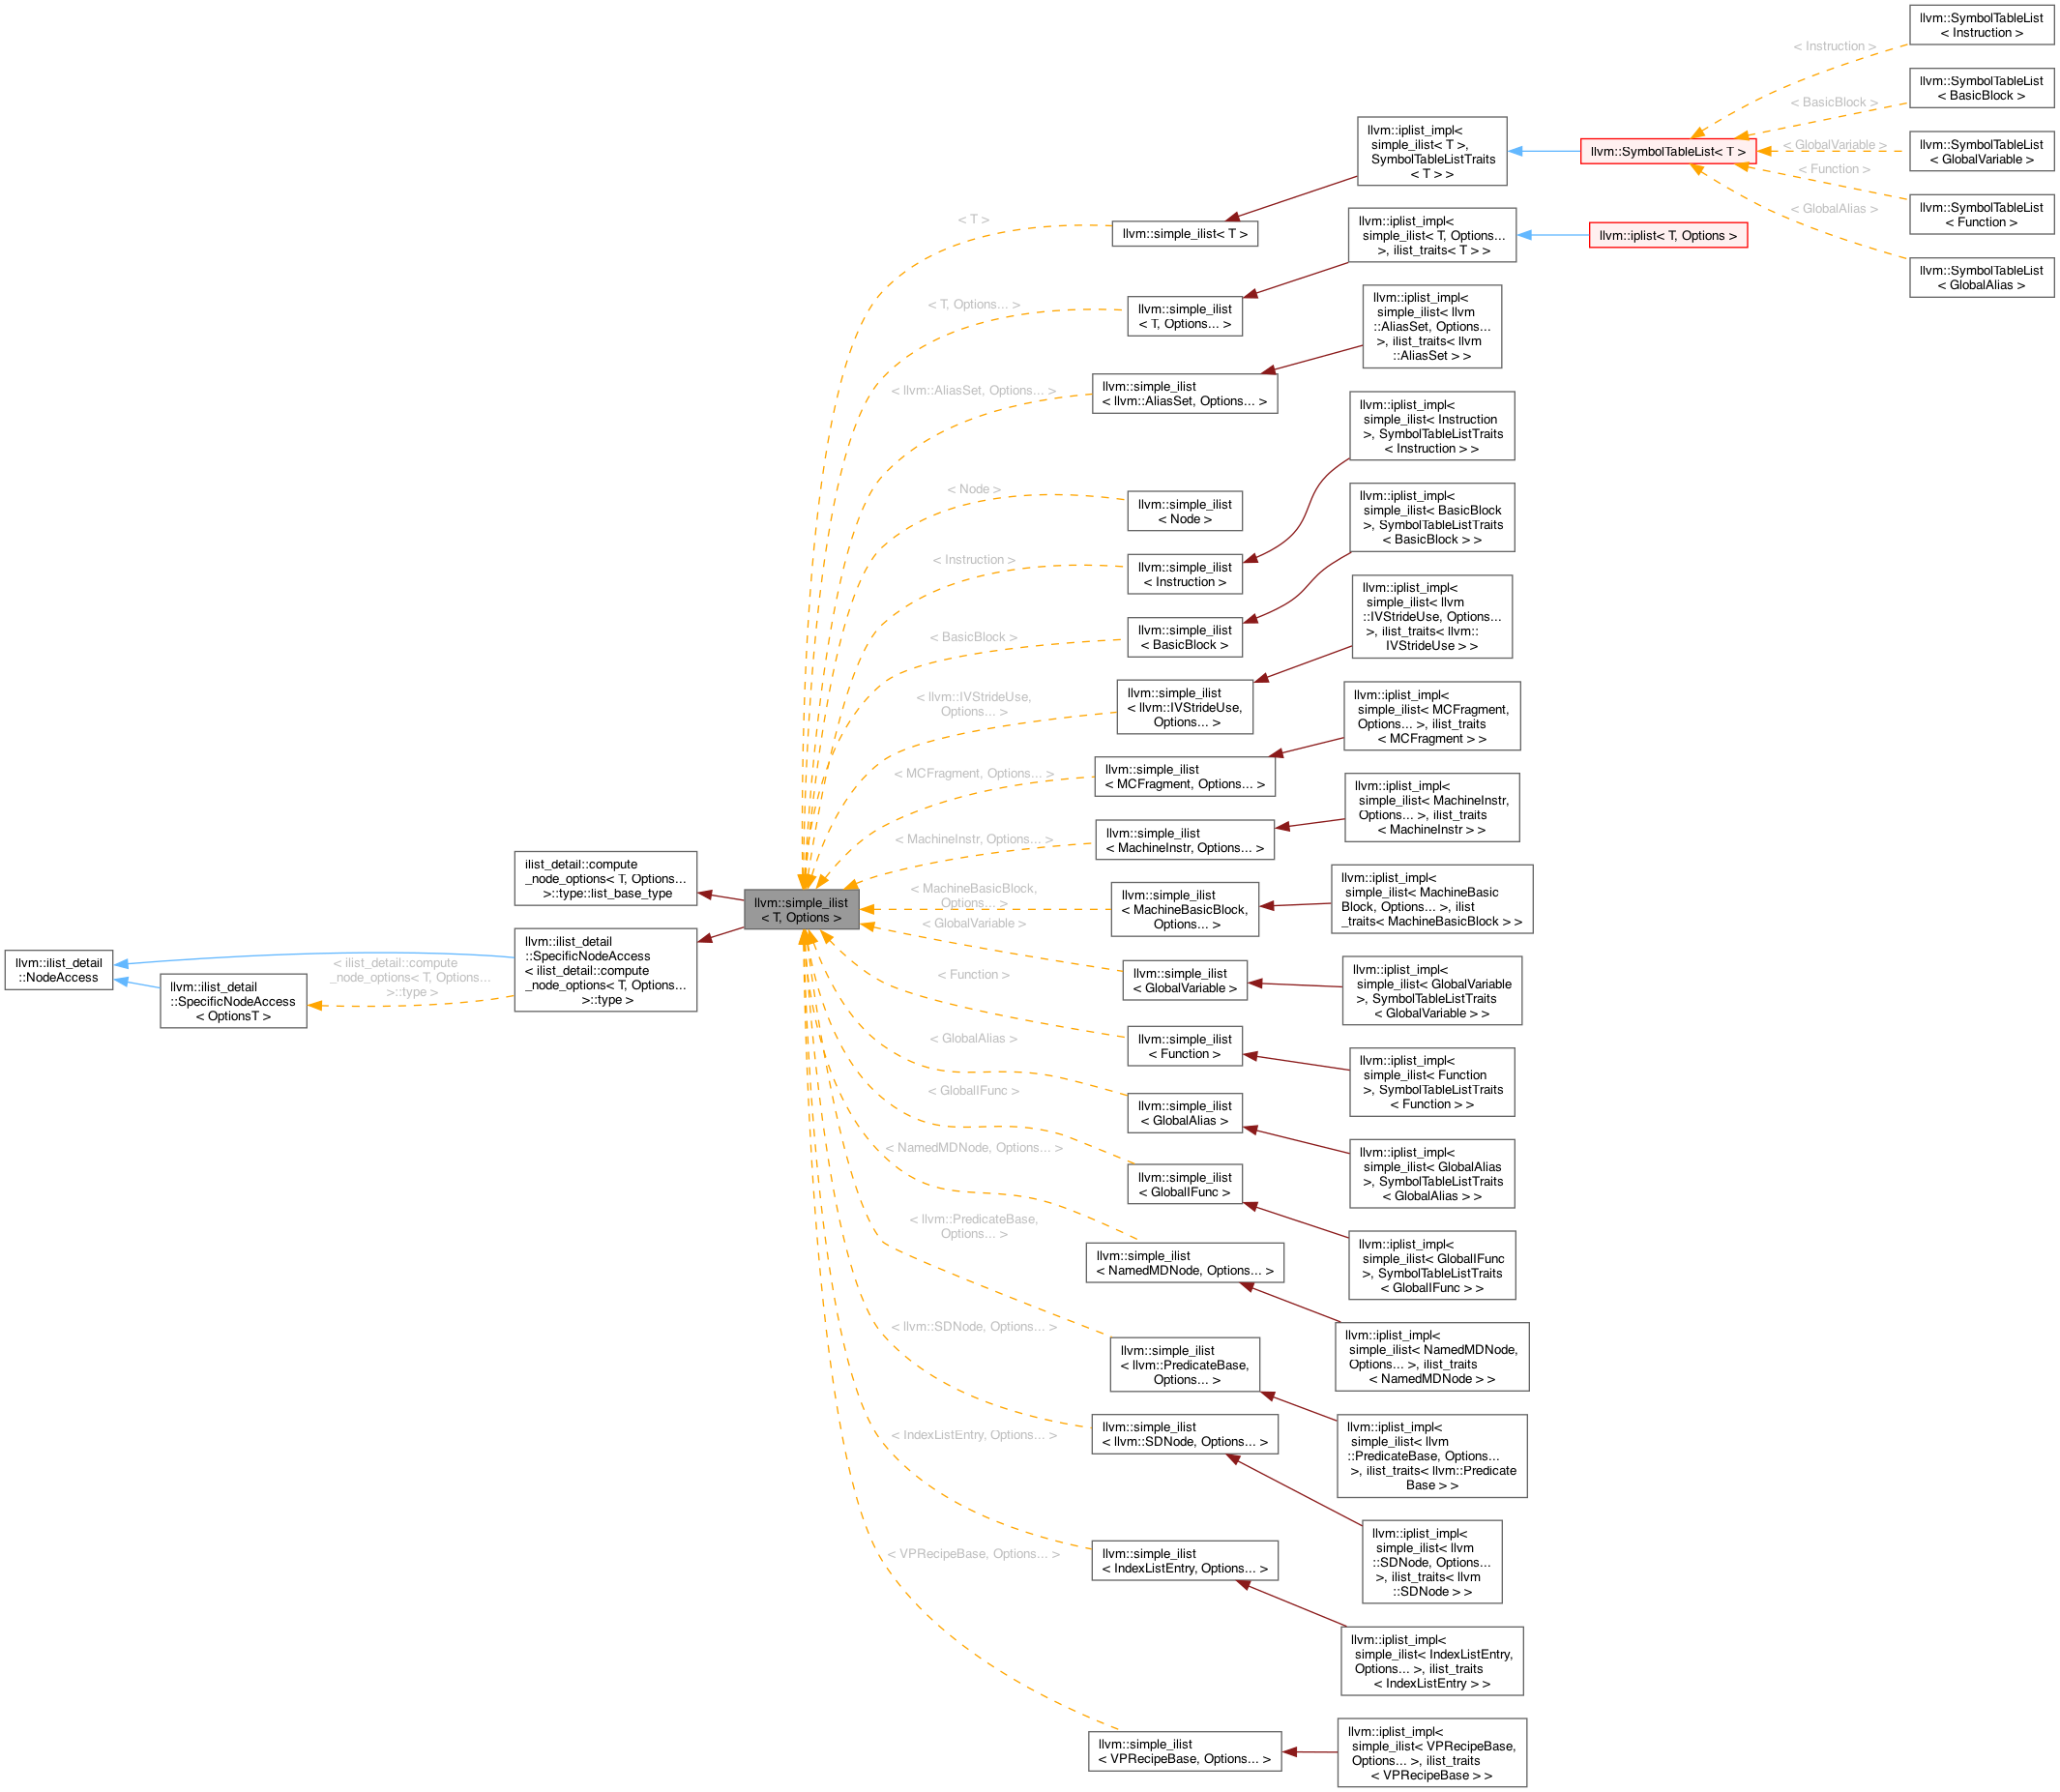 llvm::ilist_detail
::NodeAccess
llvm::ilist_detail
::SpecificNodeAccess
< OptionsT >
< ilist_detail::compute
_node_options< T, Options...
>::type >
ilist_detail::compute
_node_options< T, Options...
>::type::list_base_type
llvm::ilist_detail
::SpecificNodeAccess
< ilist_detail::compute
_node_options< T, Options...
>::type >
llvm::simple_ilist
< T, Options >
< T >
< T, Options... >
< llvm::AliasSet, Options... >
< Node >
< Instruction >
< BasicBlock >
< llvm::IVStrideUse,
Options... >
< MCFragment, Options... >
< MachineInstr, Options... >
< MachineBasicBlock,
Options... >
< GlobalVariable >
< Function >
< GlobalAlias >
< GlobalIFunc >
< NamedMDNode, Options... >
< llvm::PredicateBase,
Options... >
< llvm::SDNode, Options... >
< IndexListEntry, Options... >
< VPRecipeBase, Options... >
llvm::simple_ilist< T >
llvm::simple_ilist
< T, Options... >
llvm::simple_ilist
< llvm::AliasSet, Options... >
llvm::simple_ilist
< Node >
llvm::simple_ilist
< Instruction >
llvm::simple_ilist
< BasicBlock >
llvm::simple_ilist
< llvm::IVStrideUse,
Options... >
llvm::simple_ilist
< MCFragment, Options... >
llvm::simple_ilist
< MachineInstr, Options... >
llvm::simple_ilist
< MachineBasicBlock,
Options... >
llvm::simple_ilist
< GlobalVariable >
llvm::simple_ilist
< Function >
llvm::simple_ilist
< GlobalAlias >
llvm::simple_ilist
< GlobalIFunc >
llvm::simple_ilist
< NamedMDNode, Options... >
llvm::simple_ilist
< llvm::PredicateBase,
Options... >
llvm::simple_ilist
< llvm::SDNode, Options... >
llvm::simple_ilist
< IndexListEntry, Options... >
llvm::simple_ilist
< VPRecipeBase, Options... >
llvm::iplist_impl<
simple_ilist< T >,
SymbolTableListTraits
< T > >
llvm::iplist_impl<
simple_ilist< T, Options...
>, ilist_traits< T > >
llvm::iplist_impl<
simple_ilist< llvm
::AliasSet, Options...
>, ilist_traits< llvm
::AliasSet > >
llvm::iplist_impl<
simple_ilist< Instruction
>, SymbolTableListTraits
< Instruction > >
llvm::iplist_impl<
simple_ilist< BasicBlock
>, SymbolTableListTraits
< BasicBlock > >
llvm::iplist_impl<
simple_ilist< llvm
::IVStrideUse, Options...
>, ilist_traits< llvm::
IVStrideUse > >
llvm::iplist_impl<
simple_ilist< MCFragment,
Options... >, ilist_traits
< MCFragment > >
llvm::iplist_impl<
simple_ilist< MachineInstr,
Options... >, ilist_traits
< MachineInstr > >
llvm::iplist_impl<
simple_ilist< MachineBasic
Block, Options... >, ilist
_traits< MachineBasicBlock > >
llvm::iplist_impl<
simple_ilist< GlobalVariable
>, SymbolTableListTraits
< GlobalVariable > >
llvm::iplist_impl<
simple_ilist< Function
>, SymbolTableListTraits
< Function > >
llvm::iplist_impl<
simple_ilist< GlobalAlias
>, SymbolTableListTraits
< GlobalAlias > >
llvm::iplist_impl<
simple_ilist< GlobalIFunc
>, SymbolTableListTraits
< GlobalIFunc > >
llvm::iplist_impl<
simple_ilist< NamedMDNode,
Options... >, ilist_traits
< NamedMDNode > >
llvm::iplist_impl<
simple_ilist< llvm
::PredicateBase, Options...
>, ilist_traits< llvm::Predicate
Base > >
llvm::iplist_impl<
simple_ilist< llvm
::SDNode, Options...
>, ilist_traits< llvm
::SDNode > >
llvm::iplist_impl<
simple_ilist< IndexListEntry,
Options... >, ilist_traits
< IndexListEntry > >
llvm::iplist_impl<
simple_ilist< VPRecipeBase,
Options... >, ilist_traits
< VPRecipeBase > >
llvm::SymbolTableList< T >
llvm::iplist< T, Options >
< Instruction >
< BasicBlock >
< GlobalVariable >
< Function >
< GlobalAlias >
llvm::SymbolTableList
< Instruction >
llvm::SymbolTableList
< BasicBlock >
llvm::SymbolTableList
< GlobalVariable >
llvm::SymbolTableList
< Function >
llvm::SymbolTableList
< GlobalAlias >